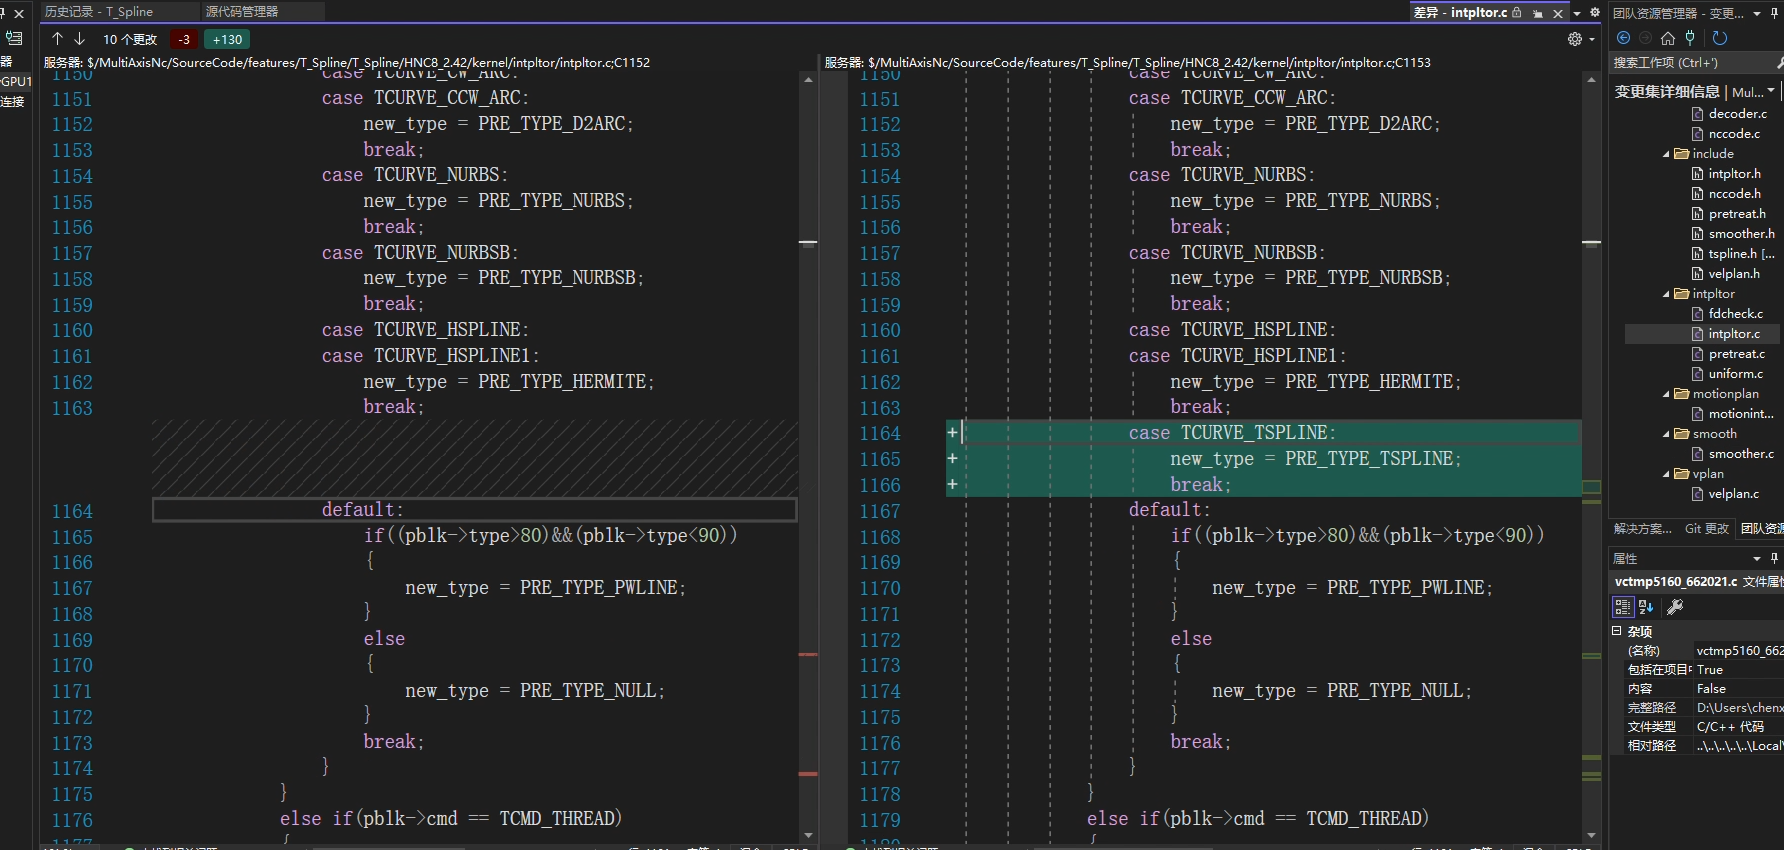 历史记录 - T_Spline
源代码管理器
差异 - intpltor.c
10 个更改
-3
+130
服务器: $/MultiAxisNc/SourceCode/features/T_Spline/T_Spline/HNC8_2.42/kernel/intpltor/intpltor.c;C1152
1150 case TCURVE_CW_ARC:
1151 case TCURVE_CCW_ARC:
1152 new_type = PRE_TYPE_D2ARC;
1153 break;
1154 case TCURVE_NURBS:
1155 new_type = PRE_TYPE_NURBS;
1156 break;
1157 case TCURVE_NURBSB:
1158 new_type = PRE_TYPE_NURBSB;
1159 break;
1160 case TCURVE_HSPLINE:
1161 case TCURVE_HSPLINE1:
1162 new_type = PRE_TYPE_HERMITE;
1163 break;
1164 default:
1165 if((pblk->type>80)&&(pblk->type<90))
1166 {
1167 new_type = PRE_TYPE_PWLINE;
1168 }
1169 else
1170 {
1171 new_type = PRE_TYPE_NULL;
1172 }
1173 break;
1174 }
1175 }
1176 else if(pblk->cmd == TCMD_THREAD)
1177 {
服务器: $/MultiAxisNc/SourceCode/features/T_Spline/T_Spline/HNC8_2.42/kernel/intpltor/intpltor.c;C1153
1150 case TCURVE_CW_ARC:
1151 case TCURVE_CCW_ARC:
1152 new_type = PRE_TYPE_D2ARC;
1153 break;
1154 case TCURVE_NURBS:
1155 new_type = PRE_TYPE_NURBS;
1156 break;
1157 case TCURVE_NURBSB:
1158 new_type = PRE_TYPE_NURBSB;
1159 break;
1160 case TCURVE_HSPLINE:
1161 case TCURVE_HSPLINE1:
1162 new_type = PRE_TYPE_HERMITE;
1163 break;
1164 + case TCURVE_TSPLINE:
1165 + new_type = PRE_TYPE_TSPLINE;
1166 + break;
1167 default:
1168 if((pblk->type>80)&&(pblk->type<90))
1169 {
1170 new_type = PRE_TYPE_PWLINE;
1171 }
1172 else
1173 {
1174 new_type = PRE_TYPE_NULL;
1175 }
1176 break;
1177 }
1178 }
1179 else if(pblk->cmd == TCMD_THREAD)
1180 {
器
GPU1
连接
团队资源管理器 - 变更...
搜索工作项 (Ctrl+')
变更集详细信息 | Mul...
decoder.c
nccode.c
include
intpltor.h
nccode.h
pretreat.h
smoother.h
tspline.h [...
velplan.h
intpltor
fdcheck.c
intpltor.c
pretreat.c
uniform.c
motionplan
motionint...
smooth
smoother.c
vplan
velplan.c
解决方案... Git 更改 团队资源
属性
vctmp5160_662021.c 文件属性
杂项
(名称) vctmp5160_662
包括在项目中 True
内容 False
完整路径 D:\Users\chenx
文件类型 C/C++ 代码
相对路径 ..\..\..\..\..\Local\